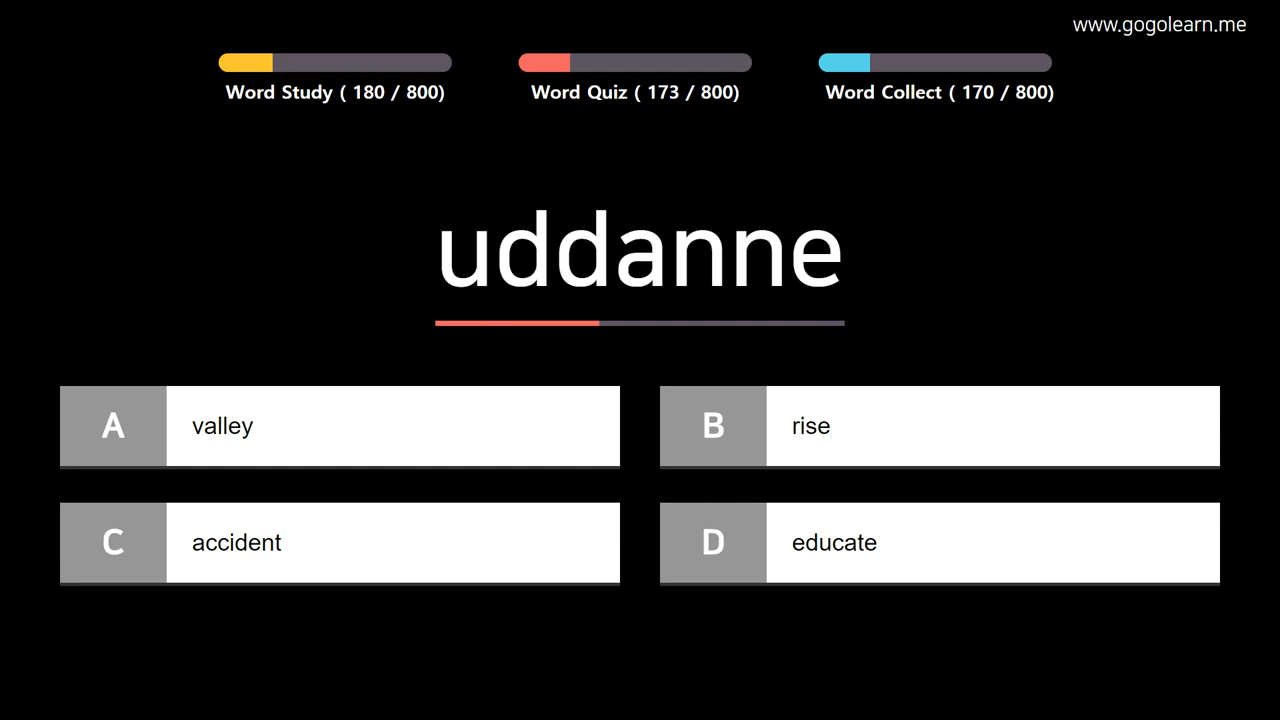 www.gogolearn.me
Word Study ( 180 / 800)
Word Quiz ( 173 / 800)
Word Collect ( 170 / 800)
uddanne
A valley
B rise
C accident
D educate